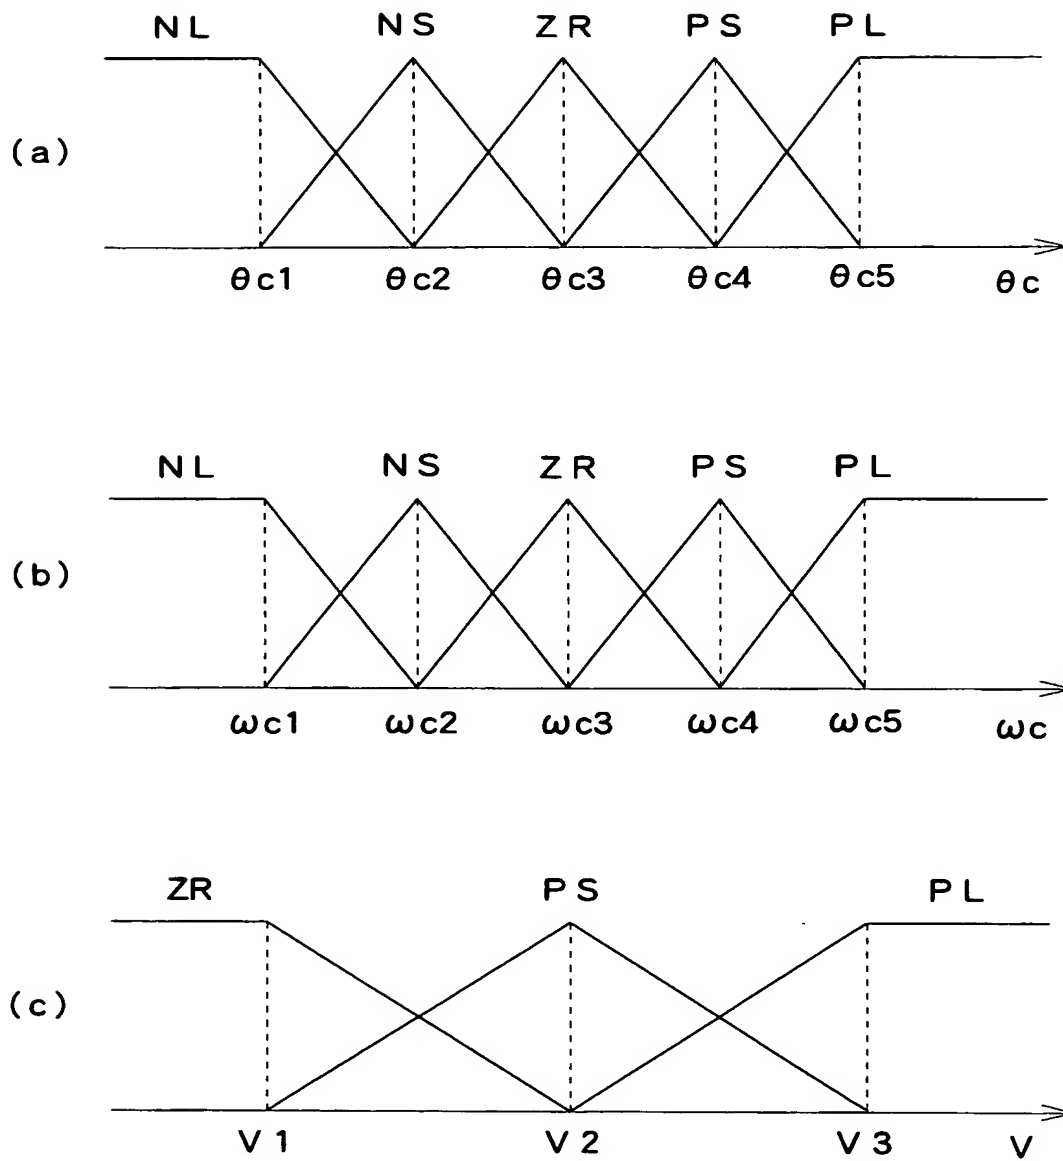 NL NS ZR PS PL
(a)
θc1 θc2 θc3 θc4 θc5 θc
NL NS ZR PS PL
(b)
ωc1 ωc2 ωc3 ωc4 ωc5 ωc
ZR PS PL
(c)
V1 V2 V3 V